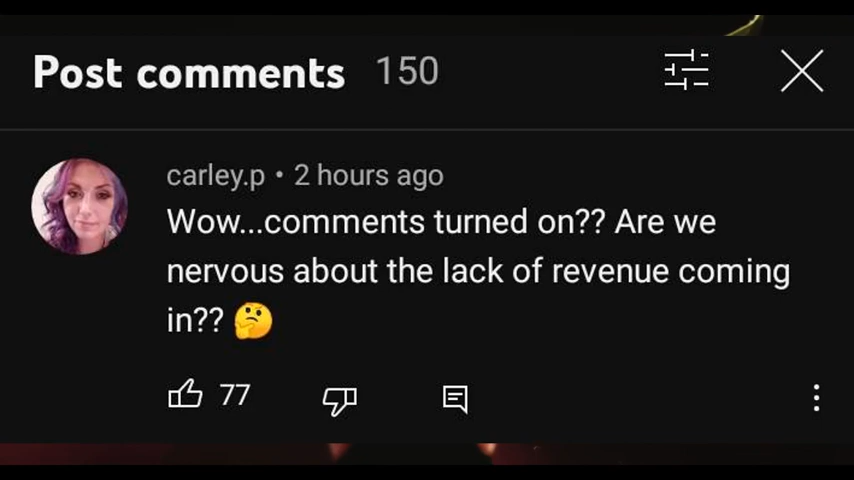 Post comments 150
carley.p • 2 hours ago
Wow...comments turned on?? Are we
nervous about the lack of revenue coming
in?? 🤔
77